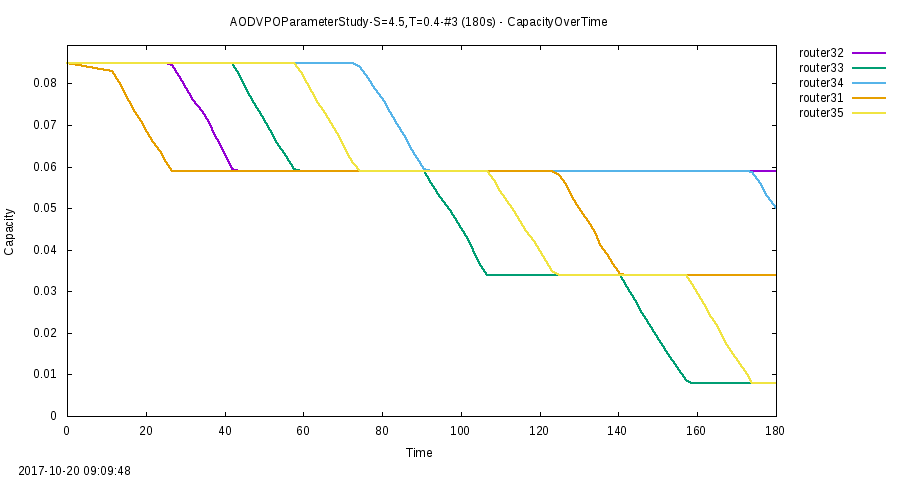 AODVPOParameterStudy-S=4.5,T=0.4-#3 (180s) - CapacityOverTime
router32
router33
router34
router31
router35
0.08
0.07
0.06
0.05
0.04
0.03
0.02
0.01
0
Capacity
0 20 40 60 80 100 120 140 160 180
Time
2017-10-20 09:09:48